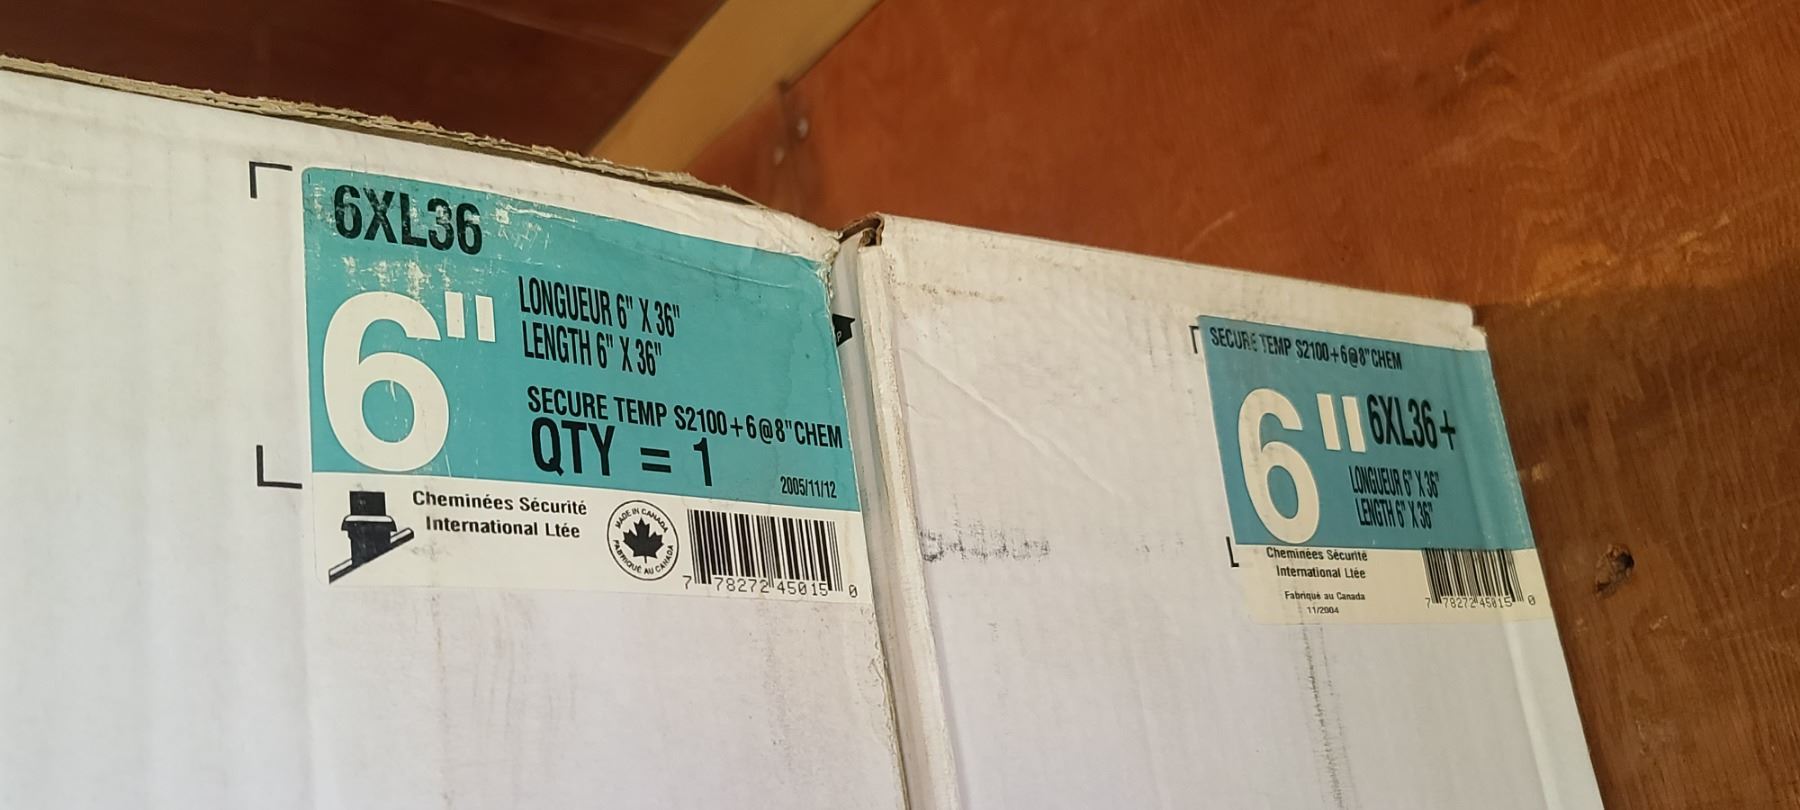 6XL36
6"
LONGUEUR 6" X 36"
LENGTH 6" X 36"
SECURE TEMP S2100+6@8"CHEM
QTY = 1
2005/11/12
Cheminées Sécurité
International Ltée
MADE IN CANADA
FABRIQUÉ AU CANADA
7 78272 45015 0
SECURE TEMP S2100+6@8"CHEM
6"
6XL36+
LONGUEUR 6" X 36"
LENGTH 6" X 36"
Cheminées Sécurité
International Ltée
Fabriqué au Canada
11/2004
7 78272 45015 0